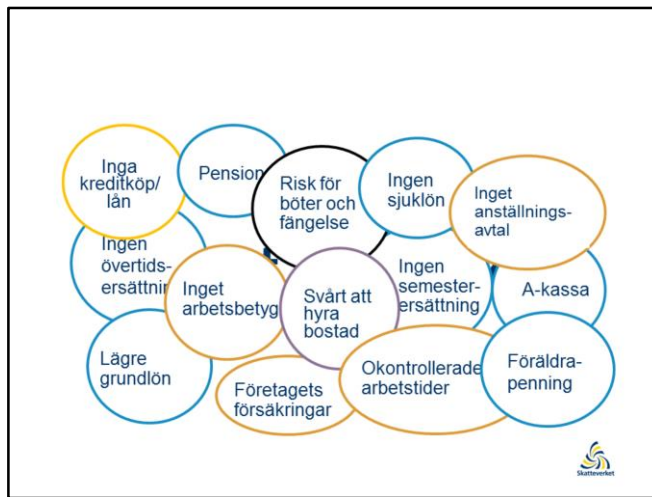 Inga
kreditköp/
lån
Pension
Risk för
böter och
fängelse
Ingen
sjuklön
Inget
anställnings-
avtal
Ingen
övertids-
ersättning
Inget
arbetsbetyg
Svårt att
hyra
bostad
Ingen
semester-
ersättning
A-kassa
Lägre
grundlön
Företagets
försäkringar
Okontrollerade
arbetstider
Föräldra-
penning
Skatteverket